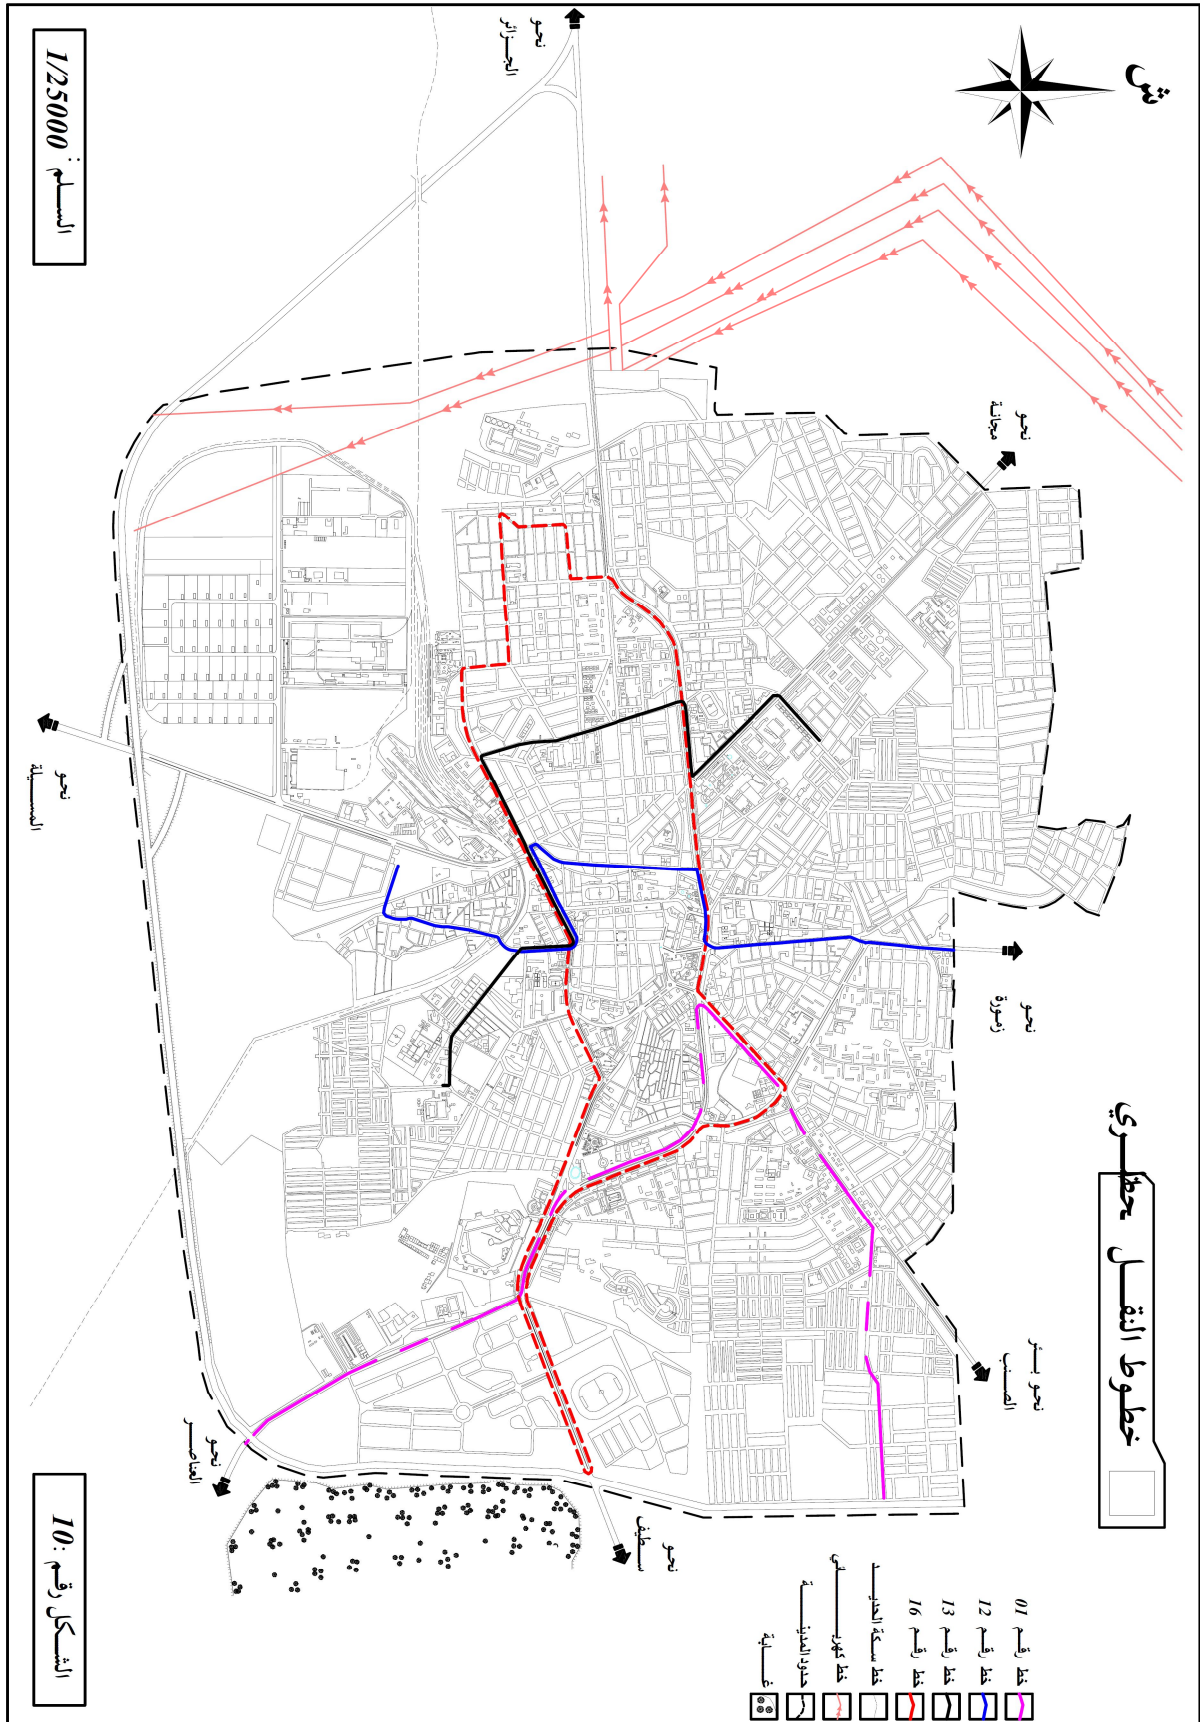 ش
خطوط النقل حظري
السلم : 1/25000
الشكل رقم :10
نحو
الجزائر
نحو
مجانة
نحو
زمورة
نحو بئر
الصنب
نحو
سطيف
نحو
العناصر
نحو
المسيلة
خط رقم 01
خط رقم 12
خط رقم 13
خط رقم 16
خط سكة الحديد
خط كهربائي
حدود المدينة
غابة